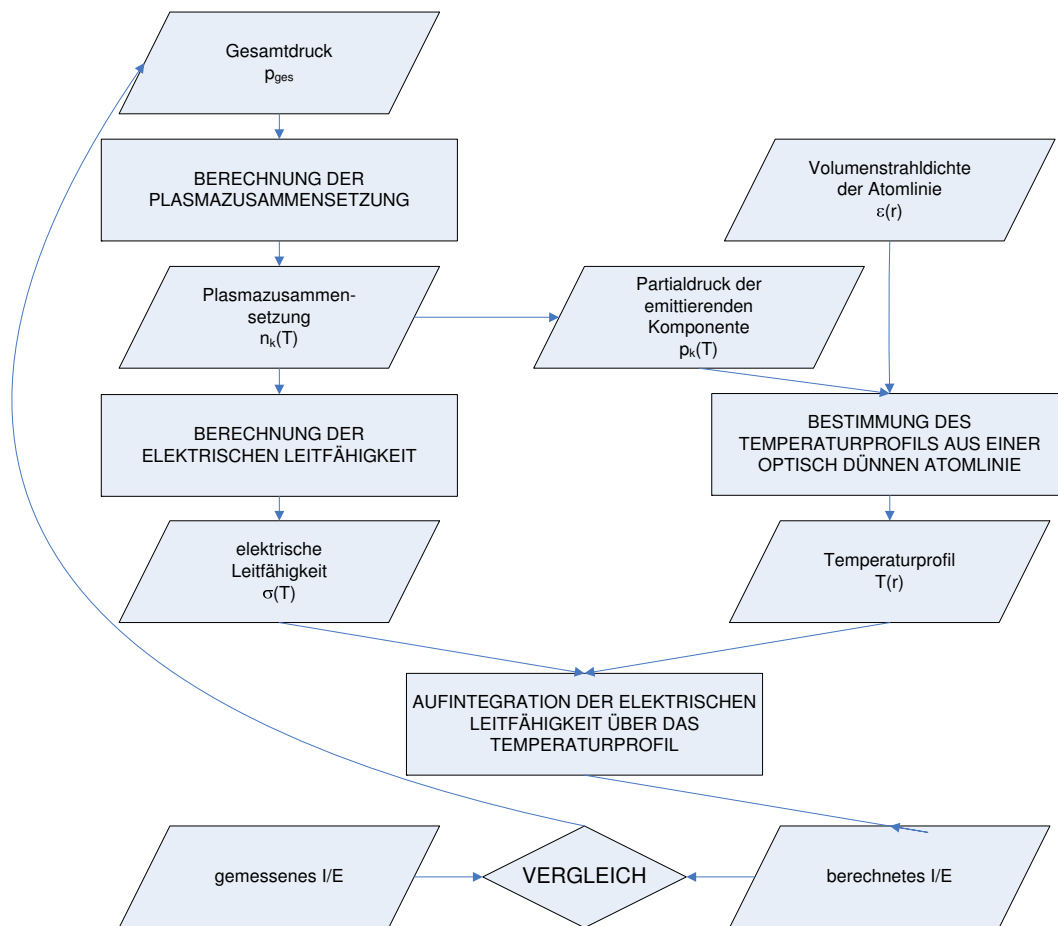 Gesamtdruck
pges
BERECHNUNG DER
PLASMAZUSAMMENSETZUNG
Volumenstrahldichte
der Atomlinie
ε(r)
Plasmazusammen-
setzung
nk(T)
Partialdruck der
emittierenden
Komponente
pk(T)
BERECHNUNG DER
ELEKTRISCHEN LEITFÄHIGKEIT
BESTIMMUNG DES
TEMPERATURPROFILS AUS EINER
OPTISCH DÜNNEN ATOMLINIE
elektrische
Leitfähigkeit
σ(T)
Temperaturprofil
T(r)
AUFINTEGRATION DER ELEKTRISCHEN
LEITFÄHIGKEIT ÜBER DAS
TEMPERATURPROFIL
gemessenes I/E
VERGLEICH
berechnetes I/E